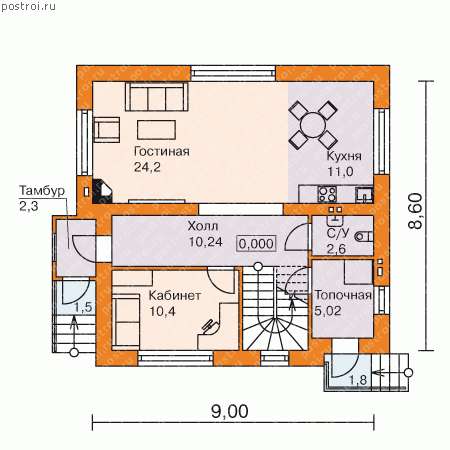 postroi.ru
Гостиная
24,2
Кухня
11,0
Тамбур
2,3
Холл
10,24
0,000
С/У
2,6
Кабинет
10,4
Топочная
5,02
1,5
1,8
8,60
9,00